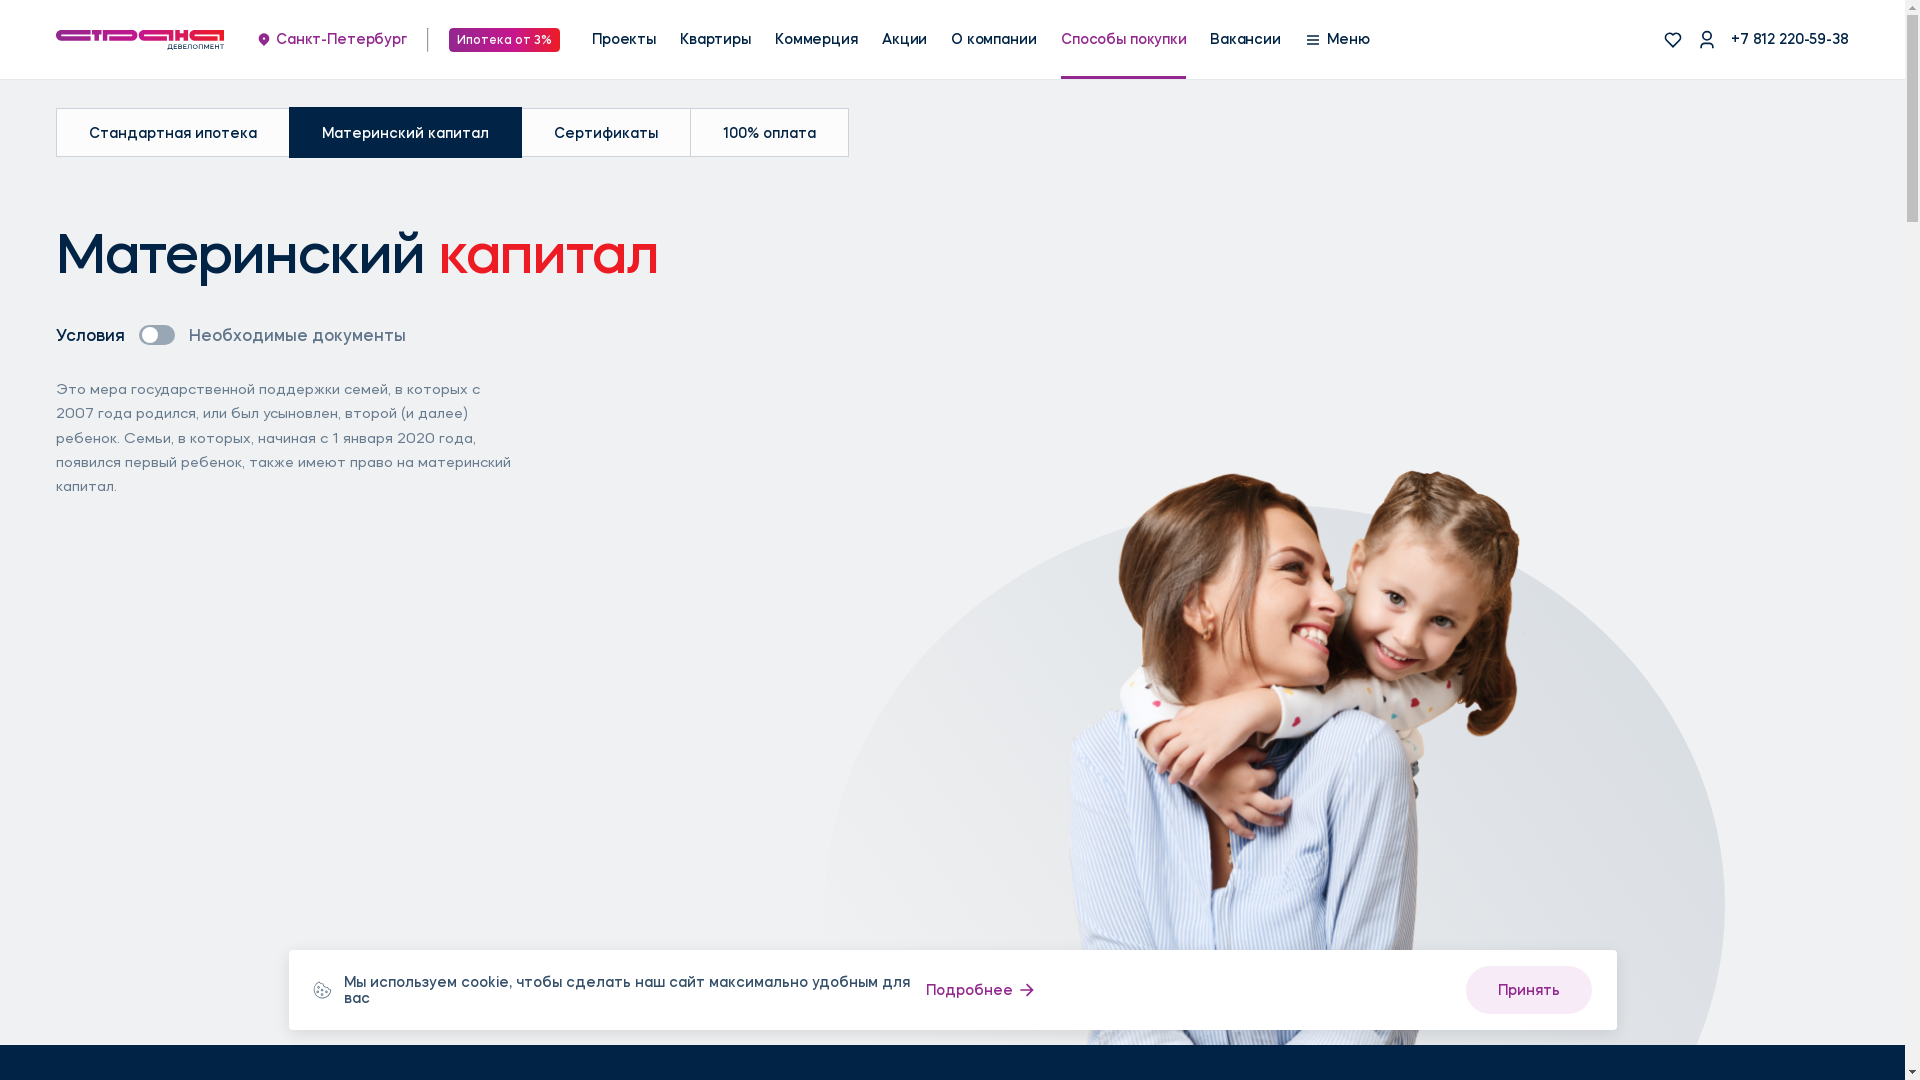 страна
ДЕВЕЛОПМЕНТ
Санкт-Петербург
Ипотека от 3%
Проекты
Квартиры
Коммерция
Акции
О компании
Способы покупки
Вакансии
Меню
+7 812 220-59-38
Стандартная ипотека
Материнский капитал
Сертификаты
100% оплата
Материнский капитал
Условия
Необходимые документы
Это мера государственной поддержки семей, в которых с
2007 года родился, или был усыновлен, второй (и далее)
ребенок. Семьи, в которых, начиная с 1 января 2020 года,
появился первый ребенок, также имеют право на материнский
капитал.
Мы используем cookie, чтобы сделать наш сайт максимально удобным для
вас
Подробнее
Принять